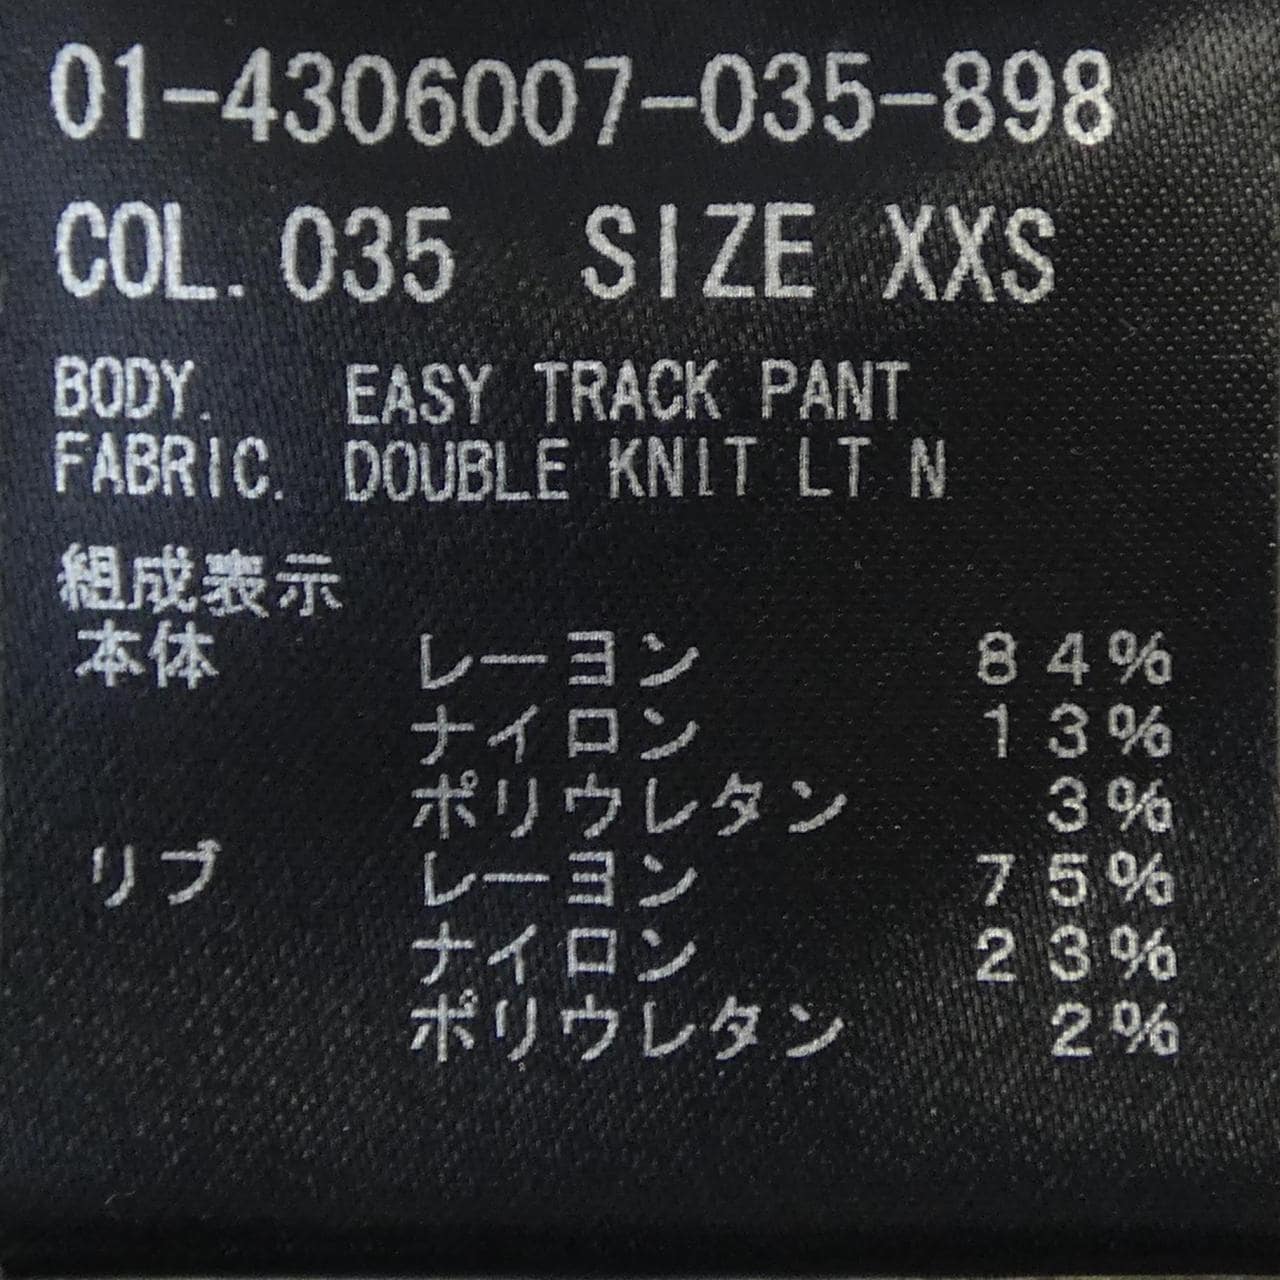 01-4306007-035-898
COL. 035 SIZE XXS
BODY. EASY TRACK PANT
FABRIC. DOUBLE KNIT LT N
組成表示
本体 レーヨン 84%
ナイロン 13%
ポリウレタン 3%
リブ レーヨン 75%
ナイロン 23%
ポリウレタン 2%